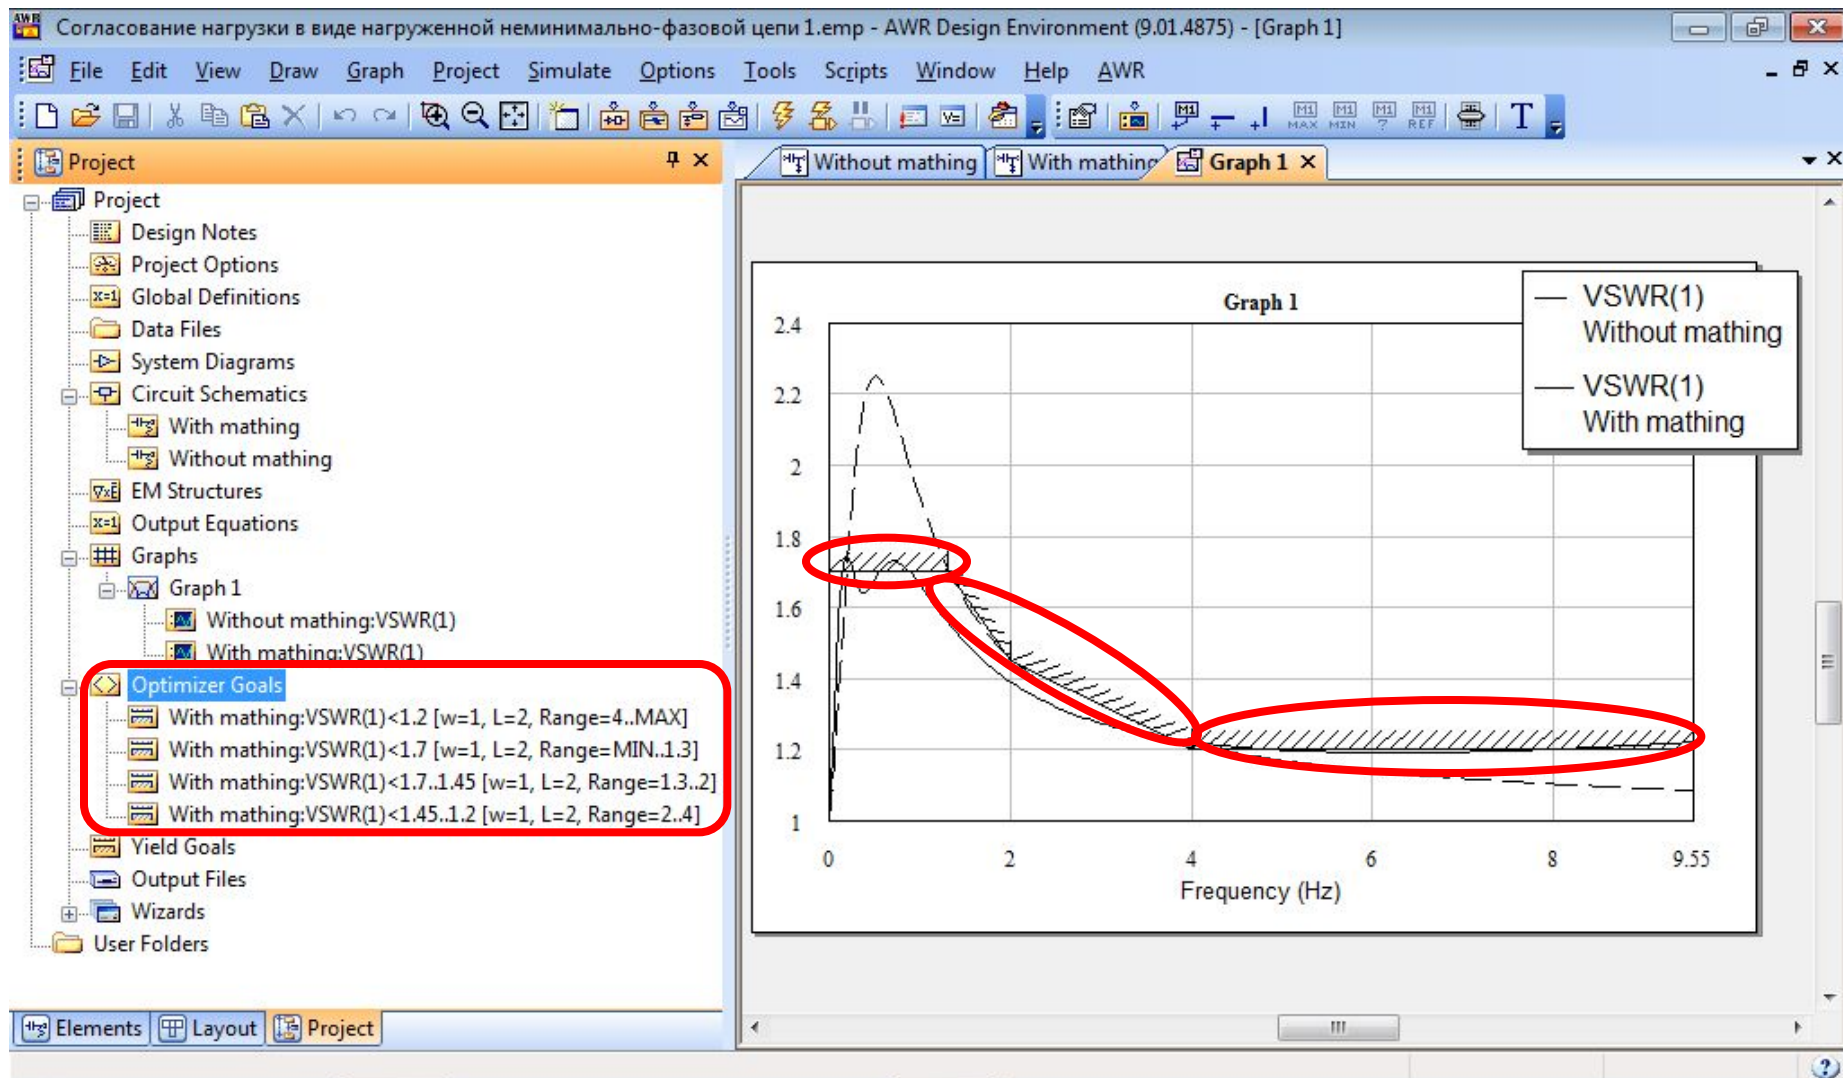 Согласование нагрузки в виде нагруженной неминимально-фазовой цепи 1.emp - AWR Design Environment (9.01.4875) - [Graph 1]
File Edit View Draw Graph Project Simulate Options Tools Scripts Window Help AWR
Project
Without mathing
With mathing
Graph 1
Project
Design Notes
Project Options
Global Definitions
Data Files
System Diagrams
Circuit Schematics
With mathing
Without mathing
EM Structures
Output Equations
Graphs
Graph 1
Without mathing:VSWR(1)
With mathing:VSWR(1)
Optimizer Goals
With mathing:VSWR(1)<1.2 [w=1, L=2, Range=4..MAX]
With mathing:VSWR(1)<1.7 [w=1, L=2, Range=MIN..1.3]
With mathing:VSWR(1)<1.7..1.45 [w=1, L=2, Range=1.3..2]
With mathing:VSWR(1)<1.45..1.2 [w=1, L=2, Range=2..4]
Yield Goals
Output Files
Wizards
User Folders
Elements Layout Project
Graph 1
VSWR(1)
Without mathing
VSWR(1)
With mathing
2.4
2.2
2
1.8
1.6
1.4
1.2
1
0 2 4 6 8 9.55
Frequency (Hz)